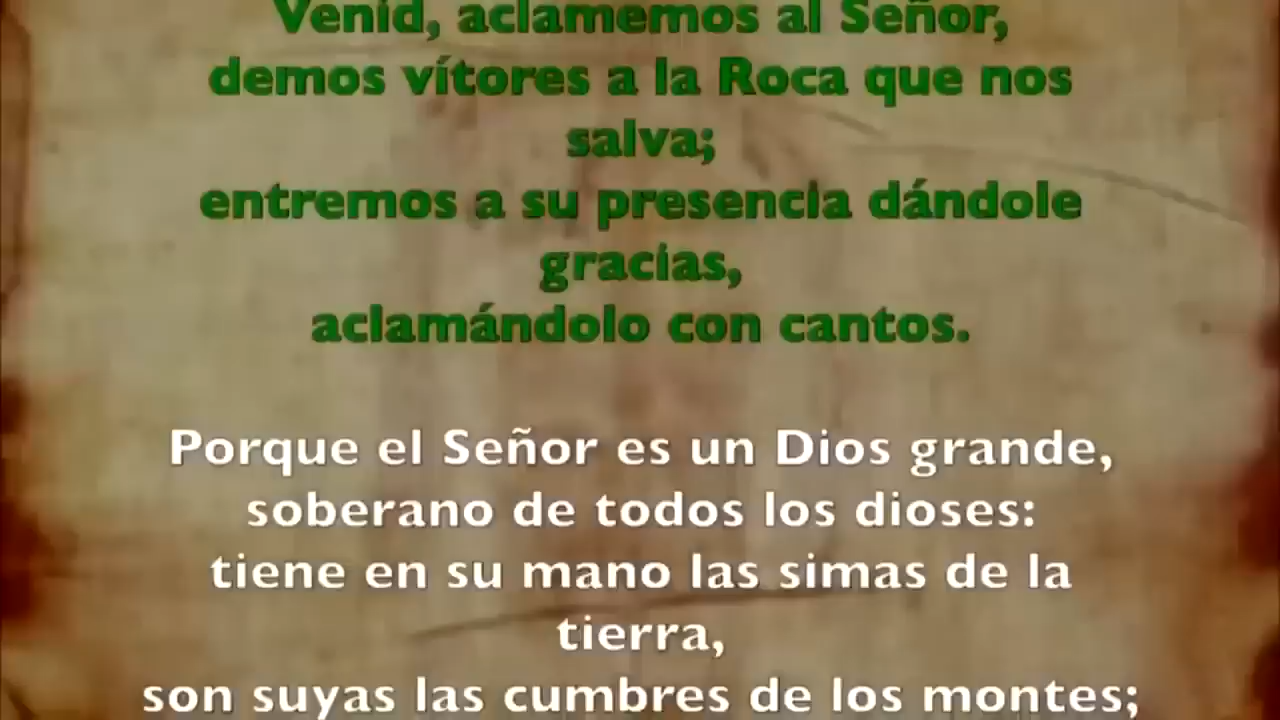 Venid, aclamemos al Señor,
demos vítores a la Roca que nos
salva;
entremos a su presencia dándole
gracias,
aclamándolo con cantos.
Porque el Señor es un Dios grande,
soberano de todos los dioses:
tiene en su mano las simas de la
tierra,
son suyas las cumbres de los montes;